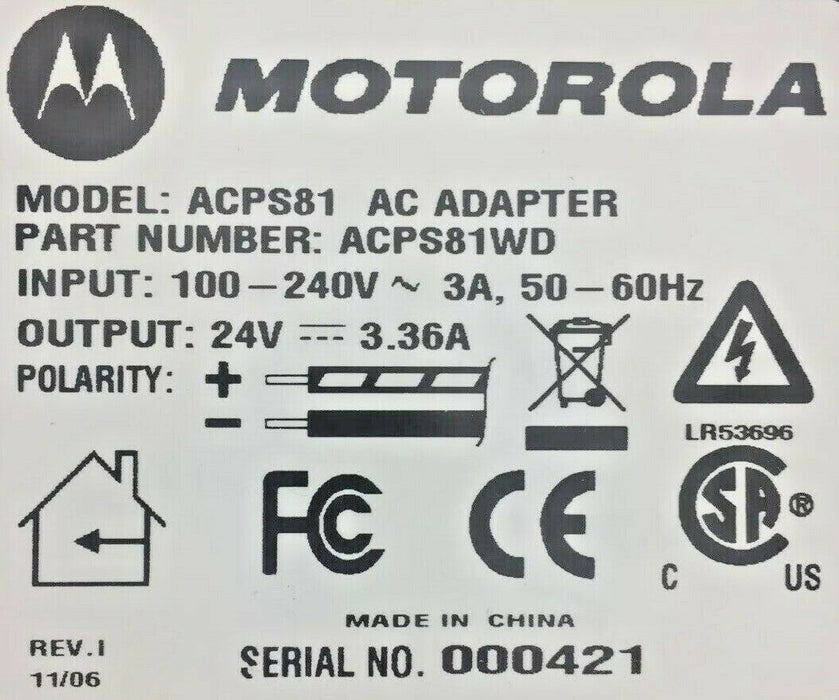 MOTOROLA
MODEL: ACPS81 AC ADAPTER
PART NUMBER: ACPS81WD
INPUT: 100–240V ~ 3A, 50–60Hz
OUTPUT: 24V ⎓ 3.36A
POLARITY: +
-
LR53696
FC CE SA ®
C US
MADE IN CHINA
REV.I
11/06
SERIAL NO. 000421